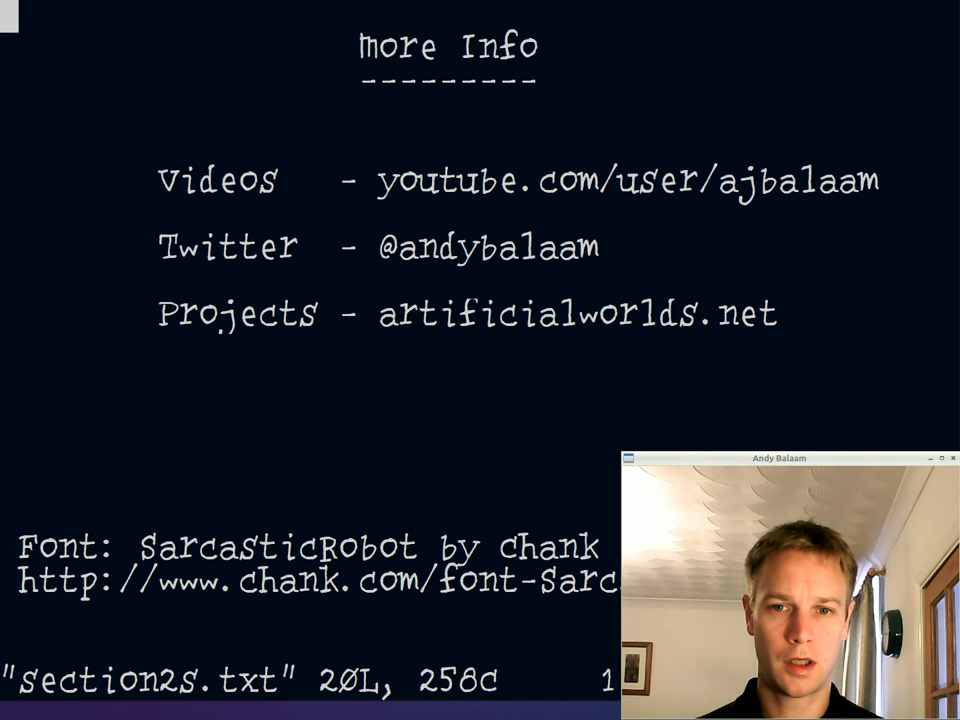 more Info
---------
Videos - youtube.com/user/ajbalaam
Twitter - @andybalaam
Projects - artificialworlds.net
Andy Balaam
Font: SarcasticRobot by Chank
http://www.chank.com/font-Sarc
"section2s.txt" 20L, 258C 1